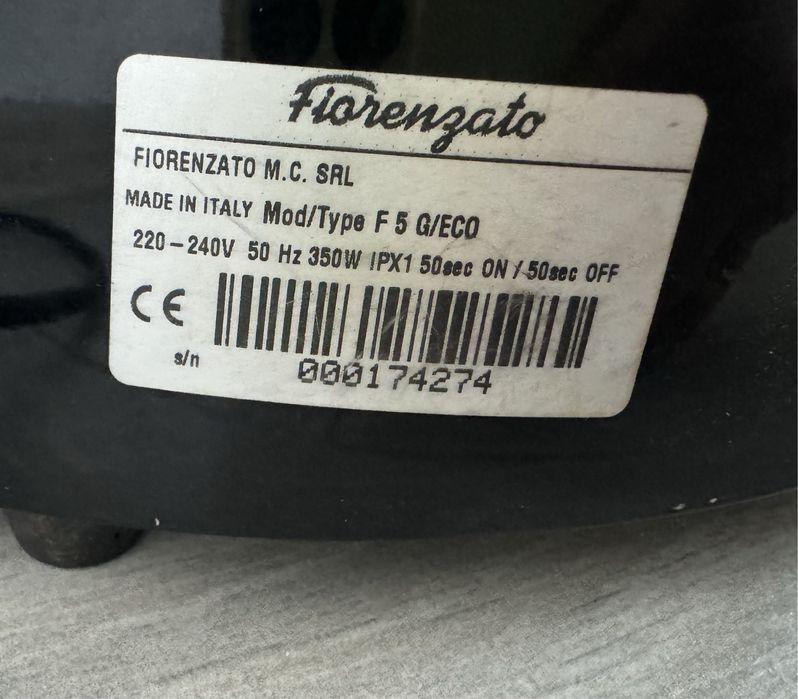 Fiorenzato
FIORENZATO M.C. SRL
MADE IN ITALY Mod/Type F 5 G/ECO
220-240V 50 Hz 350W IPX1 50sec ON / 50sec OFF
CE
s/n
000174274